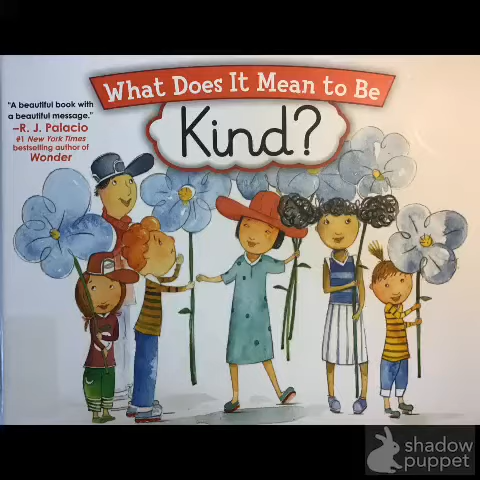 What Does It Mean to Be
Kind?
"A beautiful book with
a beautiful message."
–R. J. Palacio
#1 New York Times
bestselling author of
Wonder
shadow
puppet